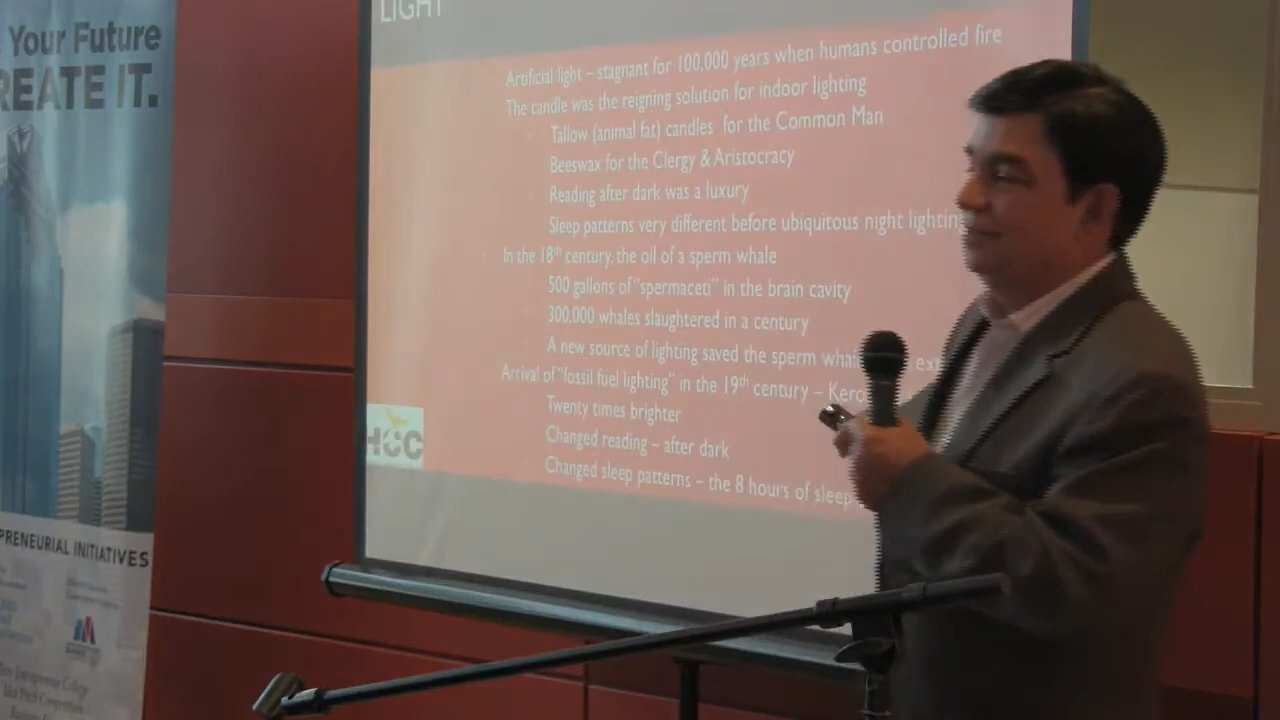 Your Future
REATE IT.
PRENEURIAL INITIATIVES
LIGHT
Artificial light – stagnant for 100,000 years when humans controlled fire
The candle was the reigning solution for indoor lighting
Tallow (animal fat) candles for the Common Man
Beeswax for the Clergy & Aristocracy
Reading after dark was a luxury
Sleep patterns very different before ubiquitous night lighting
In the 18th century, the oil of a sperm whale
500 gallons of "spermaceti" in the brain cavity
300,000 whales slaughtered in a century
A new source of lighting saved the sperm whal ext
Arrival of "fossil fuel lighting" in the 19th century – Kero
Twenty times brighter
Changed reading – after dark
Changed sleep patterns – the 8 hours of sleep
HCC